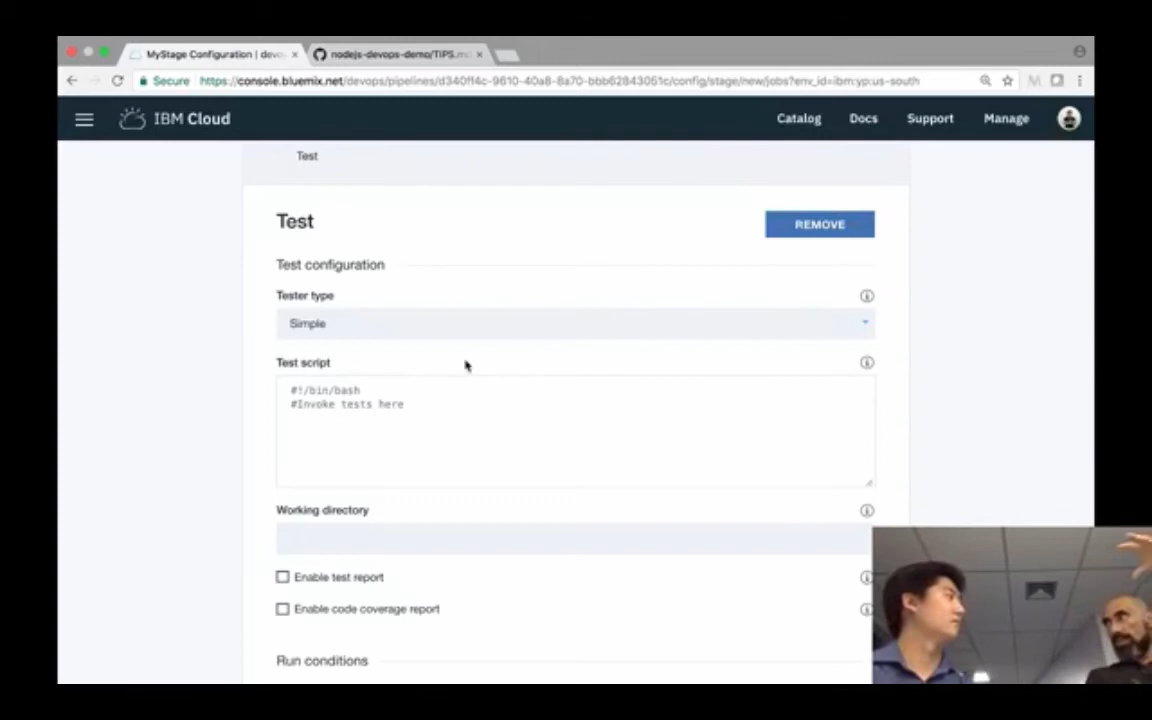 MyStage Configuration | devo
nodejs-devops-demo/TIPS.m
Secure https://console.bluemix.net/devops/pipelines/d340ff4c-9610-40a8-8a70-bbb62843051c/config/stage/new/jobs?env_id=ibm:yp:us-south
IBM Cloud
Catalog Docs Support Manage
Test
Test
REMOVE
Test configuration
Tester type
Simple
Test script
#!/bin/bash
#Invoke tests here
Working directory
Enable test report
Enable code coverage report
Run conditions